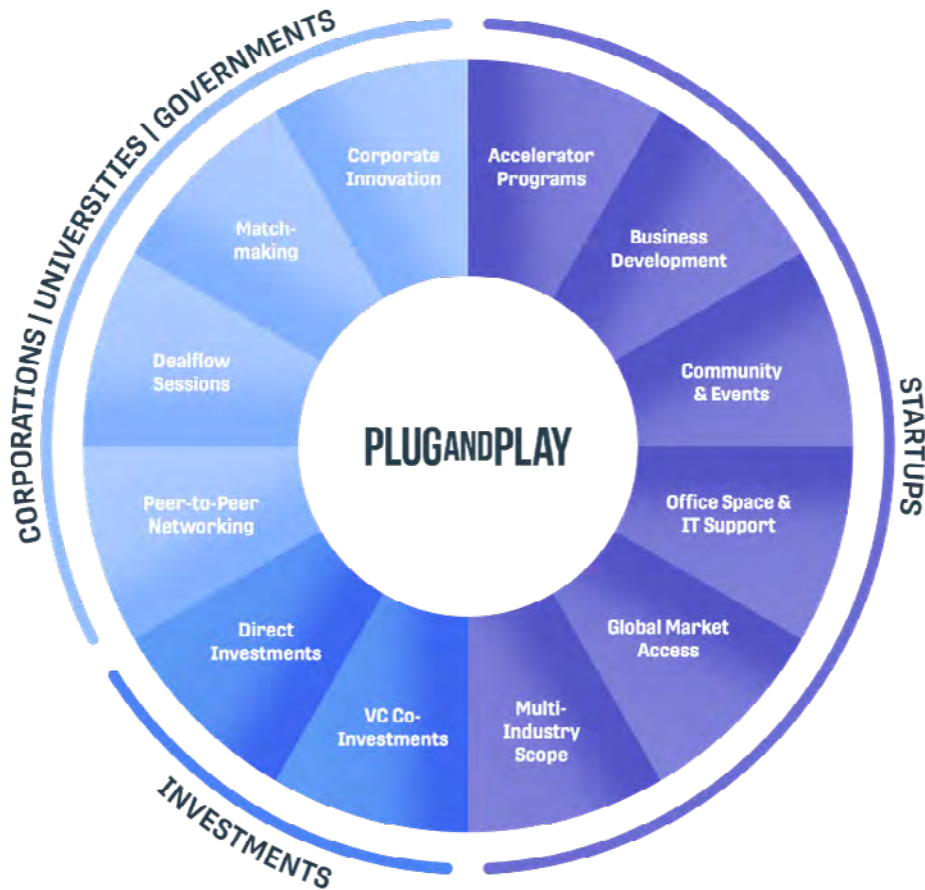 CORPORATIONS | UNIVERSITIES | GOVERNMENTS
Corporate
Innovation
Accelerator
Programs
Match-
making
Business
Development
Dealflow
Sessions
Community
& Events
PLUGANDPLAY
STARTUPS
Peer-to-Peer
Networking
Office Space &
IT Support
Direct
Investments
Global Market
Access
VC Co-
Investments
Multi-
Industry
Scope
INVESTMENTS